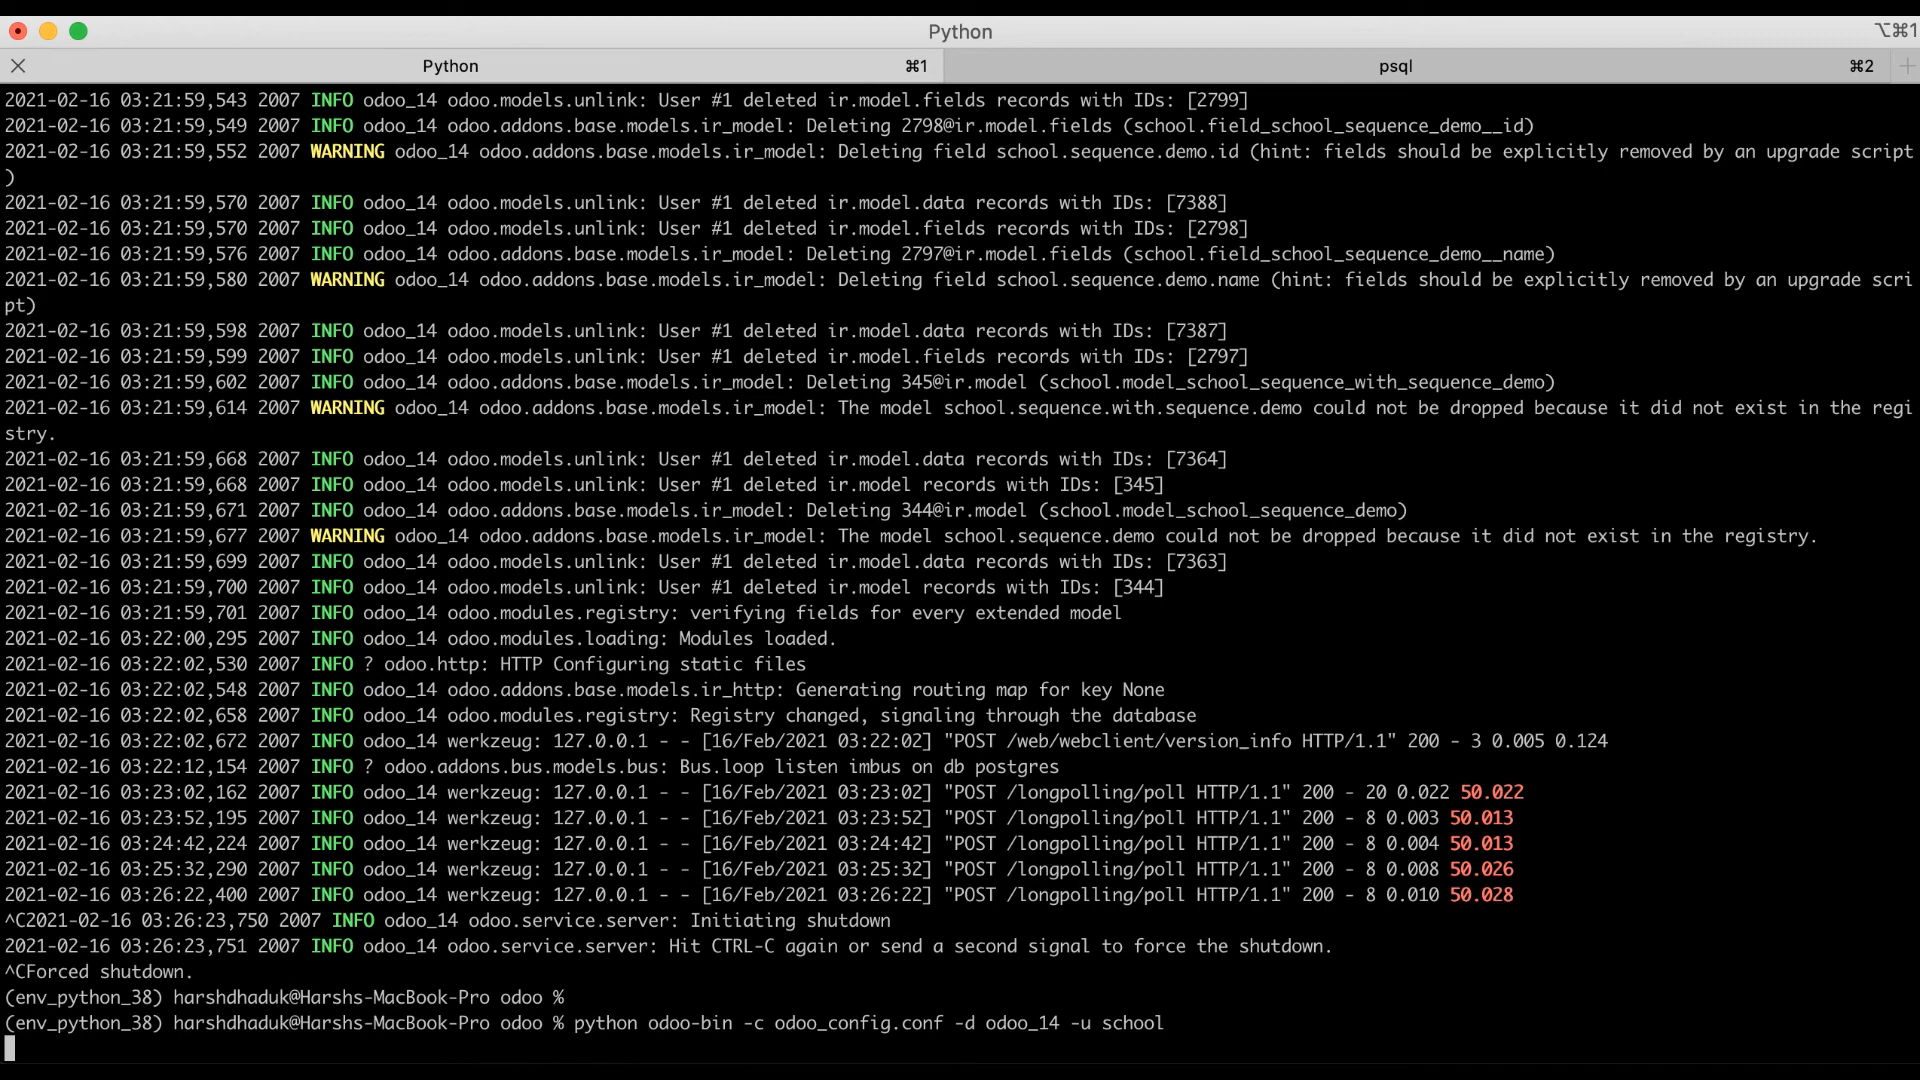 Python
⌥⌘1
Python ⌘1 psql ⌘2
2021-02-16 03:21:59,543 2007 INFO odoo_14 odoo.models.unlink: User #1 deleted ir.model.fields records with IDs: [2799]
2021-02-16 03:21:59,549 2007 INFO odoo_14 odoo.addons.base.models.ir_model: Deleting 2798@ir.model.fields (school.field_school_sequence_demo__id)
2021-02-16 03:21:59,552 2007 WARNING odoo_14 odoo.addons.base.models.ir_model: Deleting field school.sequence.demo.id (hint: fields should be explicitly removed by an upgrade script
)
2021-02-16 03:21:59,570 2007 INFO odoo_14 odoo.models.unlink: User #1 deleted ir.model.data records with IDs: [7388]
2021-02-16 03:21:59,570 2007 INFO odoo_14 odoo.models.unlink: User #1 deleted ir.model.fields records with IDs: [2798]
2021-02-16 03:21:59,576 2007 INFO odoo_14 odoo.addons.base.models.ir_model: Deleting 2797@ir.model.fields (school.field_school_sequence_demo__name)
2021-02-16 03:21:59,580 2007 WARNING odoo_14 odoo.addons.base.models.ir_model: Deleting field school.sequence.demo.name (hint: fields should be explicitly removed by an upgrade scri
pt)
2021-02-16 03:21:59,598 2007 INFO odoo_14 odoo.models.unlink: User #1 deleted ir.model.data records with IDs: [7387]
2021-02-16 03:21:59,599 2007 INFO odoo_14 odoo.models.unlink: User #1 deleted ir.model.fields records with IDs: [2797]
2021-02-16 03:21:59,602 2007 INFO odoo_14 odoo.addons.base.models.ir_model: Deleting 345@ir.model (school.model_school_sequence_with_sequence_demo)
2021-02-16 03:21:59,614 2007 WARNING odoo_14 odoo.addons.base.models.ir_model: The model school.sequence.with.sequence.demo could not be dropped because it did not exist in the regi
stry.
2021-02-16 03:21:59,668 2007 INFO odoo_14 odoo.models.unlink: User #1 deleted ir.model.data records with IDs: [7364]
2021-02-16 03:21:59,668 2007 INFO odoo_14 odoo.models.unlink: User #1 deleted ir.model records with IDs: [345]
2021-02-16 03:21:59,671 2007 INFO odoo_14 odoo.addons.base.models.ir_model: Deleting 344@ir.model (school.model_school_sequence_demo)
2021-02-16 03:21:59,677 2007 WARNING odoo_14 odoo.addons.base.models.ir_model: The model school.sequence.demo could not be dropped because it did not exist in the registry.
2021-02-16 03:21:59,699 2007 INFO odoo_14 odoo.models.unlink: User #1 deleted ir.model.data records with IDs: [7363]
2021-02-16 03:21:59,700 2007 INFO odoo_14 odoo.models.unlink: User #1 deleted ir.model records with IDs: [344]
2021-02-16 03:21:59,701 2007 INFO odoo_14 odoo.modules.registry: verifying fields for every extended model
2021-02-16 03:22:00,295 2007 INFO odoo_14 odoo.modules.loading: Modules loaded.
2021-02-16 03:22:02,530 2007 INFO ? odoo.http: HTTP Configuring static files
2021-02-16 03:22:02,548 2007 INFO odoo_14 odoo.addons.base.models.ir_http: Generating routing map for key None
2021-02-16 03:22:02,658 2007 INFO odoo_14 odoo.modules.registry: Registry changed, signaling through the database
2021-02-16 03:22:02,672 2007 INFO odoo_14 werkzeug: 127.0.0.1 - - [16/Feb/2021 03:22:02] "POST /web/webclient/version_info HTTP/1.1" 200 - 3 0.005 0.124
2021-02-16 03:22:12,154 2007 INFO ? odoo.addons.bus.models.bus: Bus.loop listen imbus on db postgres
2021-02-16 03:23:02,162 2007 INFO odoo_14 werkzeug: 127.0.0.1 - - [16/Feb/2021 03:23:02] "POST /longpolling/poll HTTP/1.1" 200 - 20 0.022 50.022
2021-02-16 03:23:52,195 2007 INFO odoo_14 werkzeug: 127.0.0.1 - - [16/Feb/2021 03:23:52] "POST /longpolling/poll HTTP/1.1" 200 - 8 0.003 50.013
2021-02-16 03:24:42,224 2007 INFO odoo_14 werkzeug: 127.0.0.1 - - [16/Feb/2021 03:24:42] "POST /longpolling/poll HTTP/1.1" 200 - 8 0.004 50.013
2021-02-16 03:25:32,290 2007 INFO odoo_14 werkzeug: 127.0.0.1 - - [16/Feb/2021 03:25:32] "POST /longpolling/poll HTTP/1.1" 200 - 8 0.008 50.026
2021-02-16 03:26:22,400 2007 INFO odoo_14 werkzeug: 127.0.0.1 - - [16/Feb/2021 03:26:22] "POST /longpolling/poll HTTP/1.1" 200 - 8 0.010 50.028
^C2021-02-16 03:26:23,750 2007 INFO odoo_14 odoo.service.server: Initiating shutdown
2021-02-16 03:26:23,751 2007 INFO odoo_14 odoo.service.server: Hit CTRL-C again or send a second signal to force the shutdown.
^CForced shutdown.
(env_python_38) harshdhaduk@Harshs-MacBook-Pro odoo %
(env_python_38) harshdhaduk@Harshs-MacBook-Pro odoo % python odoo-bin -c odoo_config.conf -d odoo_14 -u school